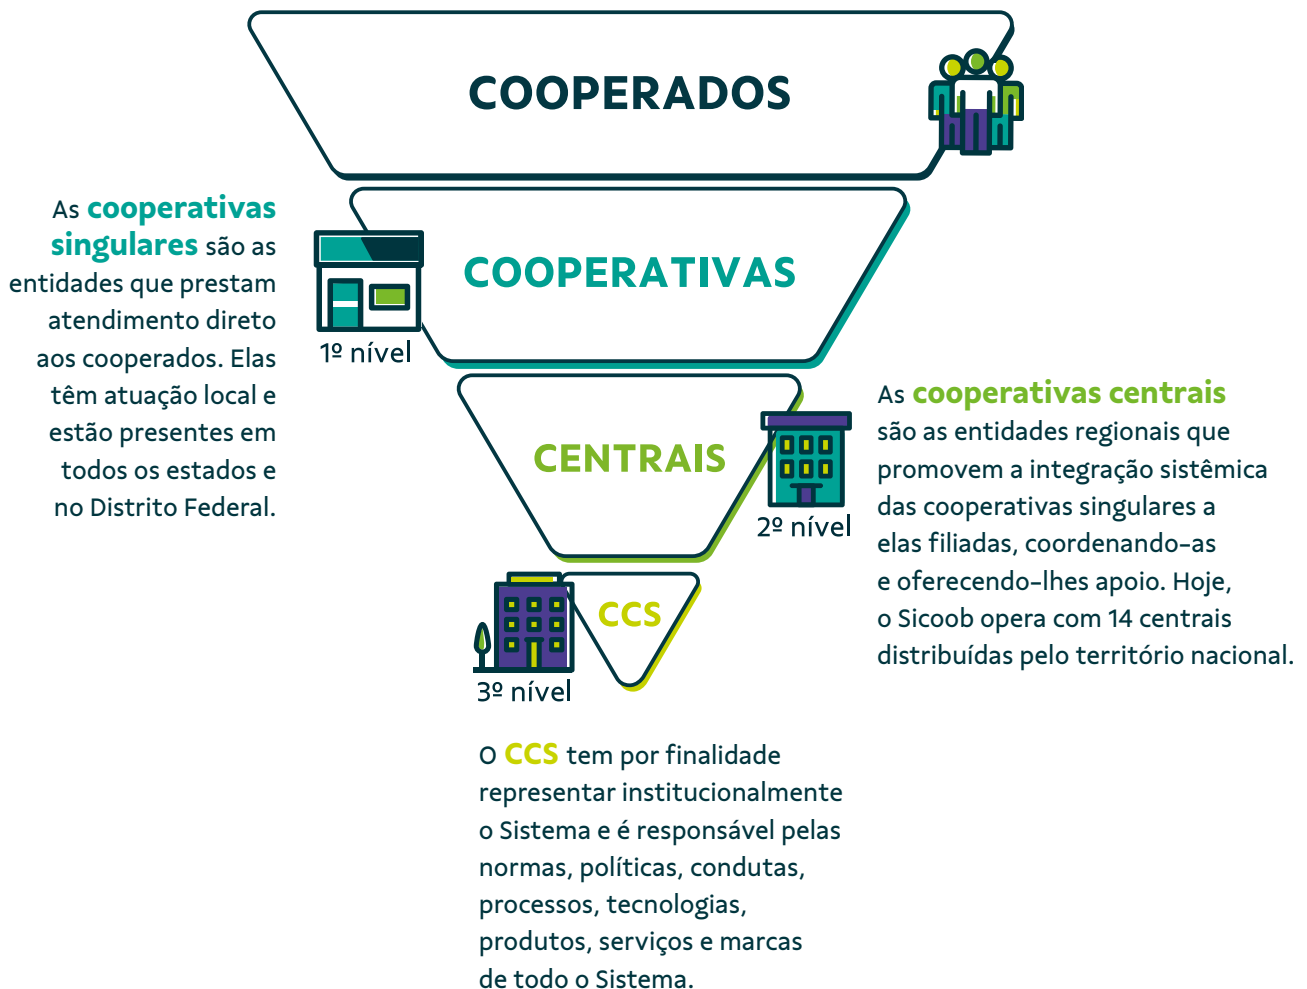 COOPERADOS
As cooperativas
singulares são as
entidades que prestam
atendimento direto
aos cooperados. Elas
têm atuação local e
estão presentes em
todos os estados e
no Distrito Federal.
COOPERATIVAS
1º nível
CENTRAIS
2º nível
As cooperativas centrais
são as entidades regionais que
promovem a integração sistêmica
das cooperativas singulares a
elas filiadas, coordenando-as
e oferecendo-lhes apoio. Hoje,
o Sicoob opera com 14 centrais
distribuídas pelo território nacional.
CCS
3º nível
O CCS tem por finalidade
representar institucionalmente
o Sistema e é responsável pelas
normas, políticas, condutas,
processos, tecnologias,
produtos, serviços e marcas
de todo o Sistema.